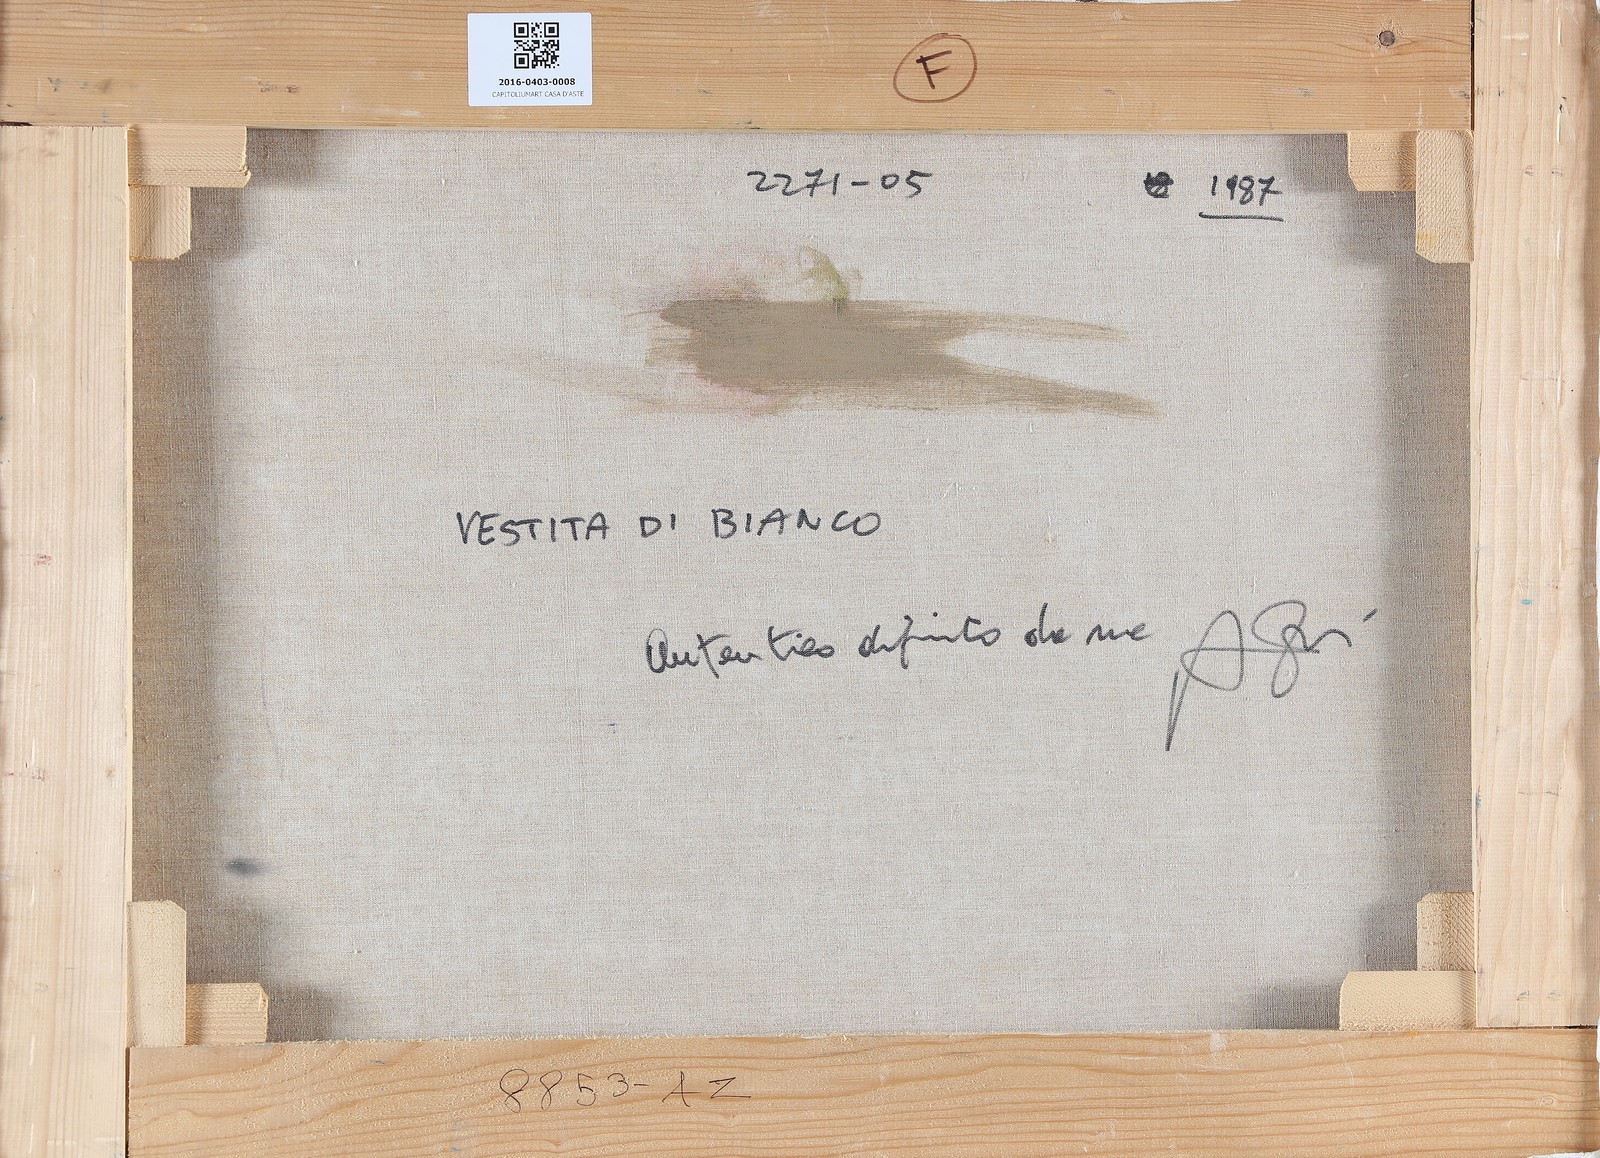 2016-0403-0008
CAPITOLIUMART CASA D'ASTE
F
2271-05
1987
VESTITA DI BIANCO
Autentico dipinto da me
8853-AZ